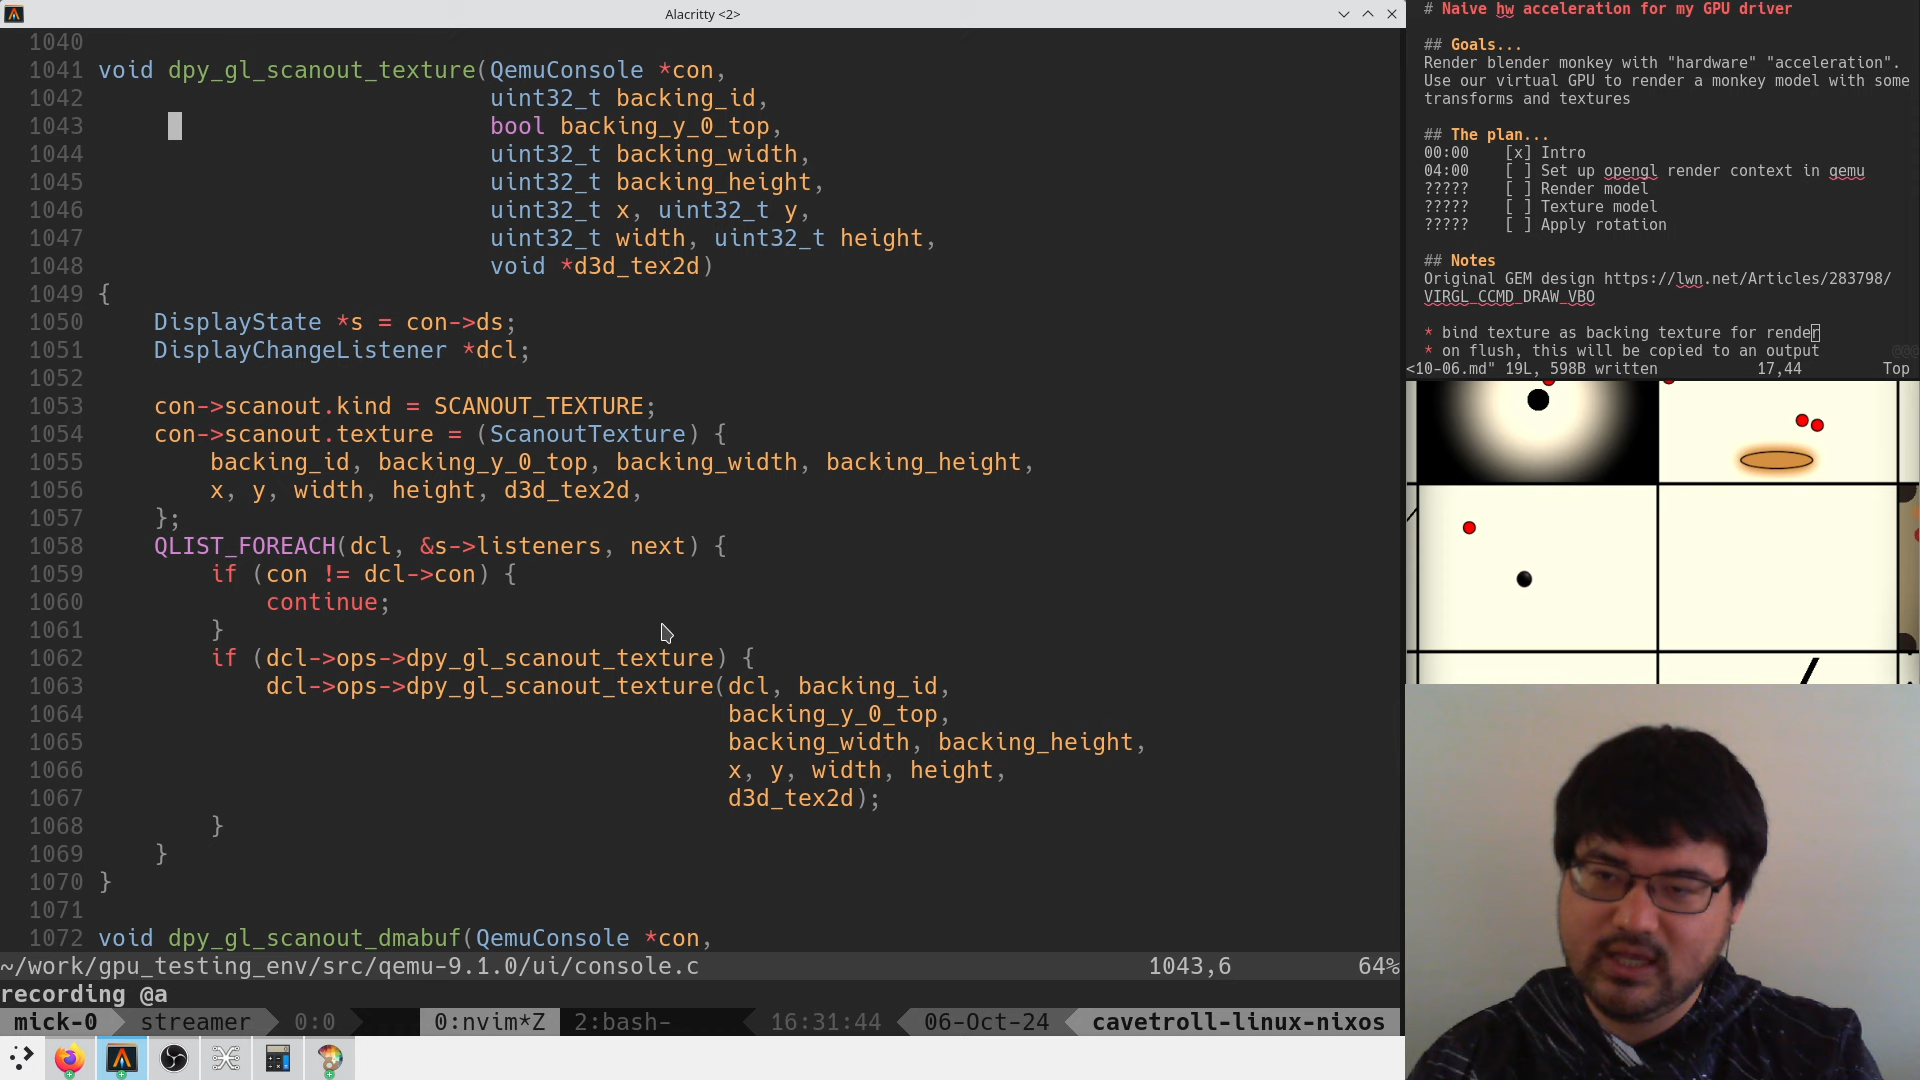 Alacritty <2>
1040
1041 void dpy_gl_scanout_texture(QemuConsole *con,
1042 uint32_t backing_id,
1043 bool backing_y_0_top,
1044 uint32_t backing_width,
1045 uint32_t backing_height,
1046 uint32_t x, uint32_t y,
1047 uint32_t width, uint32_t height,
1048 void *d3d_tex2d)
1049 {
1050 DisplayState *s = con->ds;
1051 DisplayChangeListener *dcl;
1052
1053 con->scanout.kind = SCANOUT_TEXTURE;
1054 con->scanout.texture = (ScanoutTexture) {
1055 backing_id, backing_y_0_top, backing_width, backing_height,
1056 x, y, width, height, d3d_tex2d,
1057 };
1058 QLIST_FOREACH(dcl, &s->listeners, next) {
1059 if (con != dcl->con) {
1060 continue;
1061 }
1062 if (dcl->ops->dpy_gl_scanout_texture) {
1063 dcl->ops->dpy_gl_scanout_texture(dcl, backing_id,
1064 backing_y_0_top,
1065 backing_width, backing_height,
1066 x, y, width, height,
1067 d3d_tex2d);
1068 }
1069 }
1070 }
1071
1072 void dpy_gl_scanout_dmabuf(QemuConsole *con,
~/work/gpu_testing_env/src/qemu-9.1.0/ui/console.c 1043,6 64%
recording @a
mick-0 streamer 0:0 0:nvim*Z 2:bash- 16:31:44 06-Oct-24 cavetroll-linux-nixos
# Naive hw acceleration for my GPU driver
## Goals...
Render blender monkey with "hardware" "acceleration".
Use our virtual GPU to render a monkey model with some
transforms and textures
## The plan...
00:00 [x] Intro
04:00 [ ] Set up opengl render context in qemu
????? [ ] Render model
????? [ ] Texture model
????? [ ] Apply rotation
## Notes
Original GEM design https://lwn.net/Articles/283798/
VIRGL_CCMD_DRAW_VBO
* bind texture as backing texture for render
* on flush, this will be copied to an output
@@@
<10-06.md" 19L, 598B written 17,44 Top